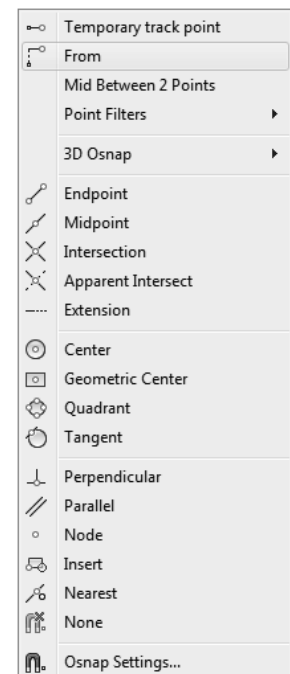 Temporary track point
From
Mid Between 2 Points
Point Filters
3D Osnap
Endpoint
Midpoint
Intersection
Apparent Intersect
Extension
Center
Geometric Center
Quadrant
Tangent
Perpendicular
Parallel
Node
Insert
Nearest
None
Osnap Settings...